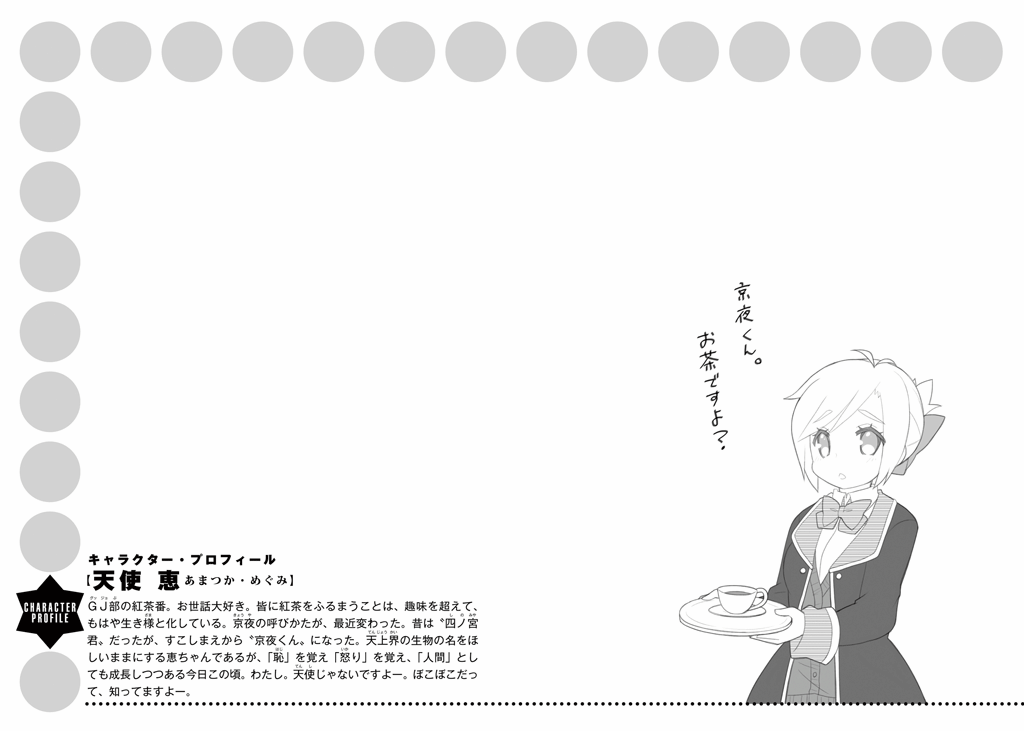 京夜くん。
お茶ですよ?
キャラクター・プロフィール
【天使 恵 あまつか・めぐみ】
CHARACTER
PROFILE
GJ部の紅茶番。お世話大好き。皆に紅茶をふるまうことは、趣味を超えて、
もはや生き様と化している。京夜の呼びかたが、最近変わった。昔は〝四ノ宮
君〟だったが、すこしまえから〝京夜くん〟になった。天上界の生物の名をほ
しいままにする恵ちゃんであるが、「恥」を覚え「怒り」を覚え、「人間」とし
ても成長しつつある今日この頃。わたし。天使じゃないですよー。ぽこぽこだっ
て、知ってますよー。